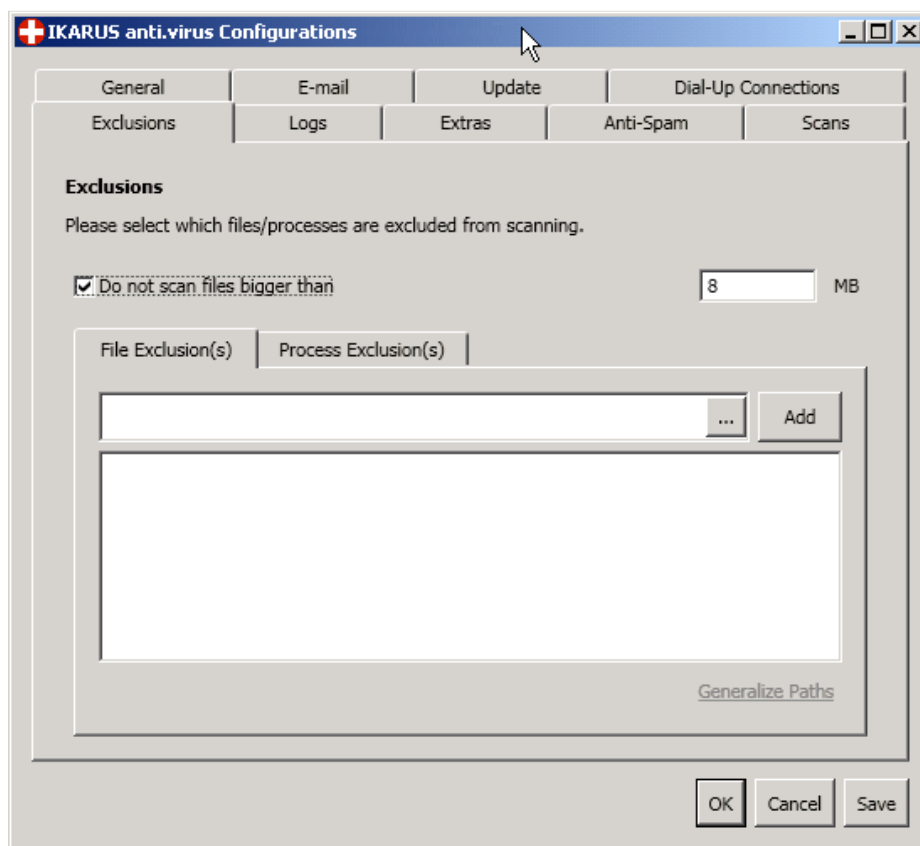 IKARUS anti.virus Configurations
General E-mail Update Dial-Up Connections
Exclusions Logs Extras Anti-Spam Scans
Exclusions
Please select which files/processes are excluded from scanning.
Do not scan files bigger than 8 MB
File Exclusion(s) Process Exclusion(s)
... Add
Generalize Paths
OK Cancel Save